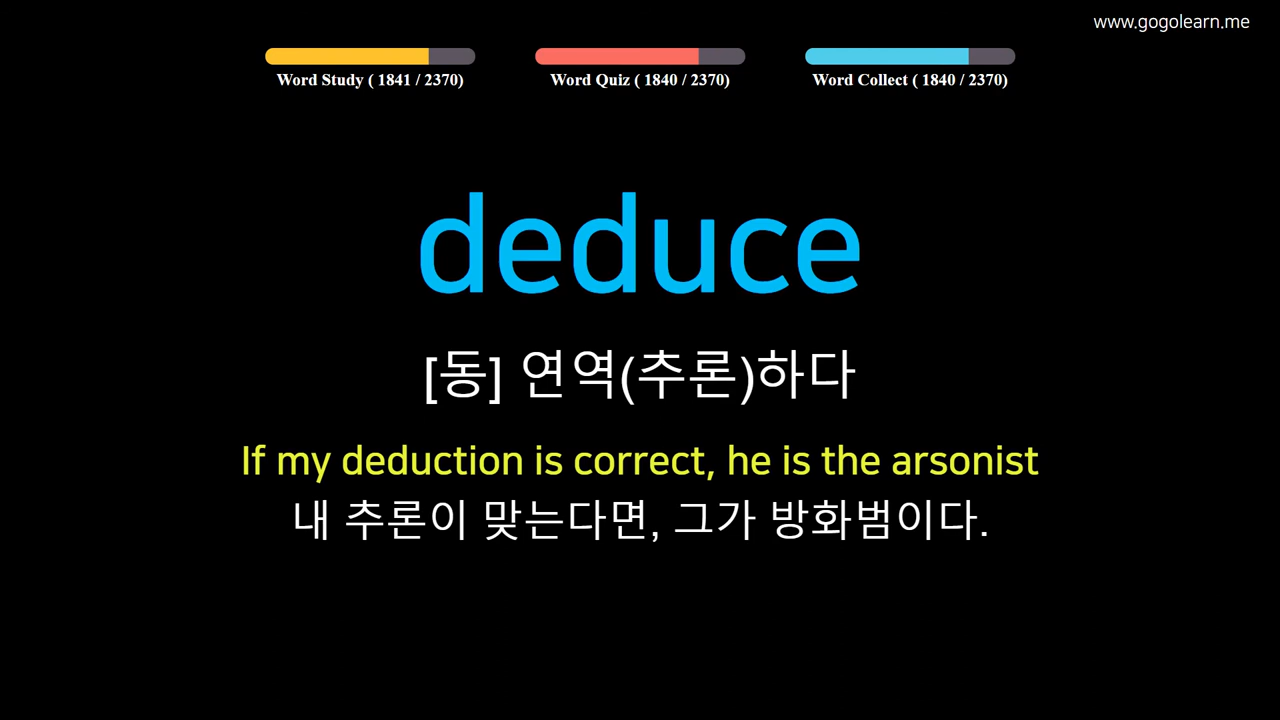 www.gogolearn.me
Word Study ( 1841 / 2370)
Word Quiz ( 1840 / 2370)
Word Collect ( 1840 / 2370)
deduce
[동] 연역(추론)하다
If my deduction is correct, he is the arsonist
내 추론이 맞는다면, 그가 방화범이다.